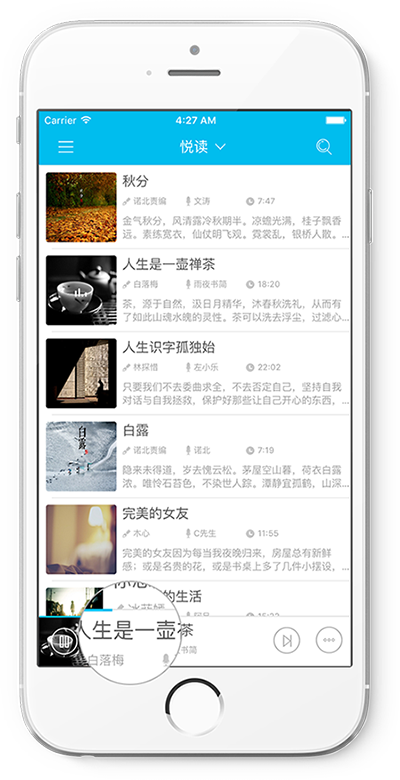 Carrier
4:27 AM
悦读
秋分
诺北责编 文涛 7:47
金气秋分，风清露冷秋期半。凉蟾光满，桂子飘香
远。素练宽衣，仙仗明飞观。霓裳乱，银桥人散。...
人生是一壶禅茶
白落梅 雨夜书简 18:20
茶，源于自然，汲日月精华，沐春秋洗礼，从而有
了如此山魂水魄的灵性。茶可以洗去浮尘，过滤心...
人生识字孤独始
林探惜 左小乐 22:02
只要我们不去委曲求全，不去否定自己，坚持自我
对话与自我拯救，保护好那些让自己开心的东西，...
白露
白露
诺北责编 诺北 7:19
隐来未得道，岁去愧云松。茅屋空山暮，荷衣白露
浓。唯怜石苔色，不染世人踪。潭静宜孤鹤，山深...
完美的女友
木心 C先生 11:55
完美的女友因为每当我夜晚归来，房屋总有新鲜
感；或是名贵的花，或是书桌上多了几件小摆设，...
的生活
15:32
人生是一壶茶
白落梅 书简